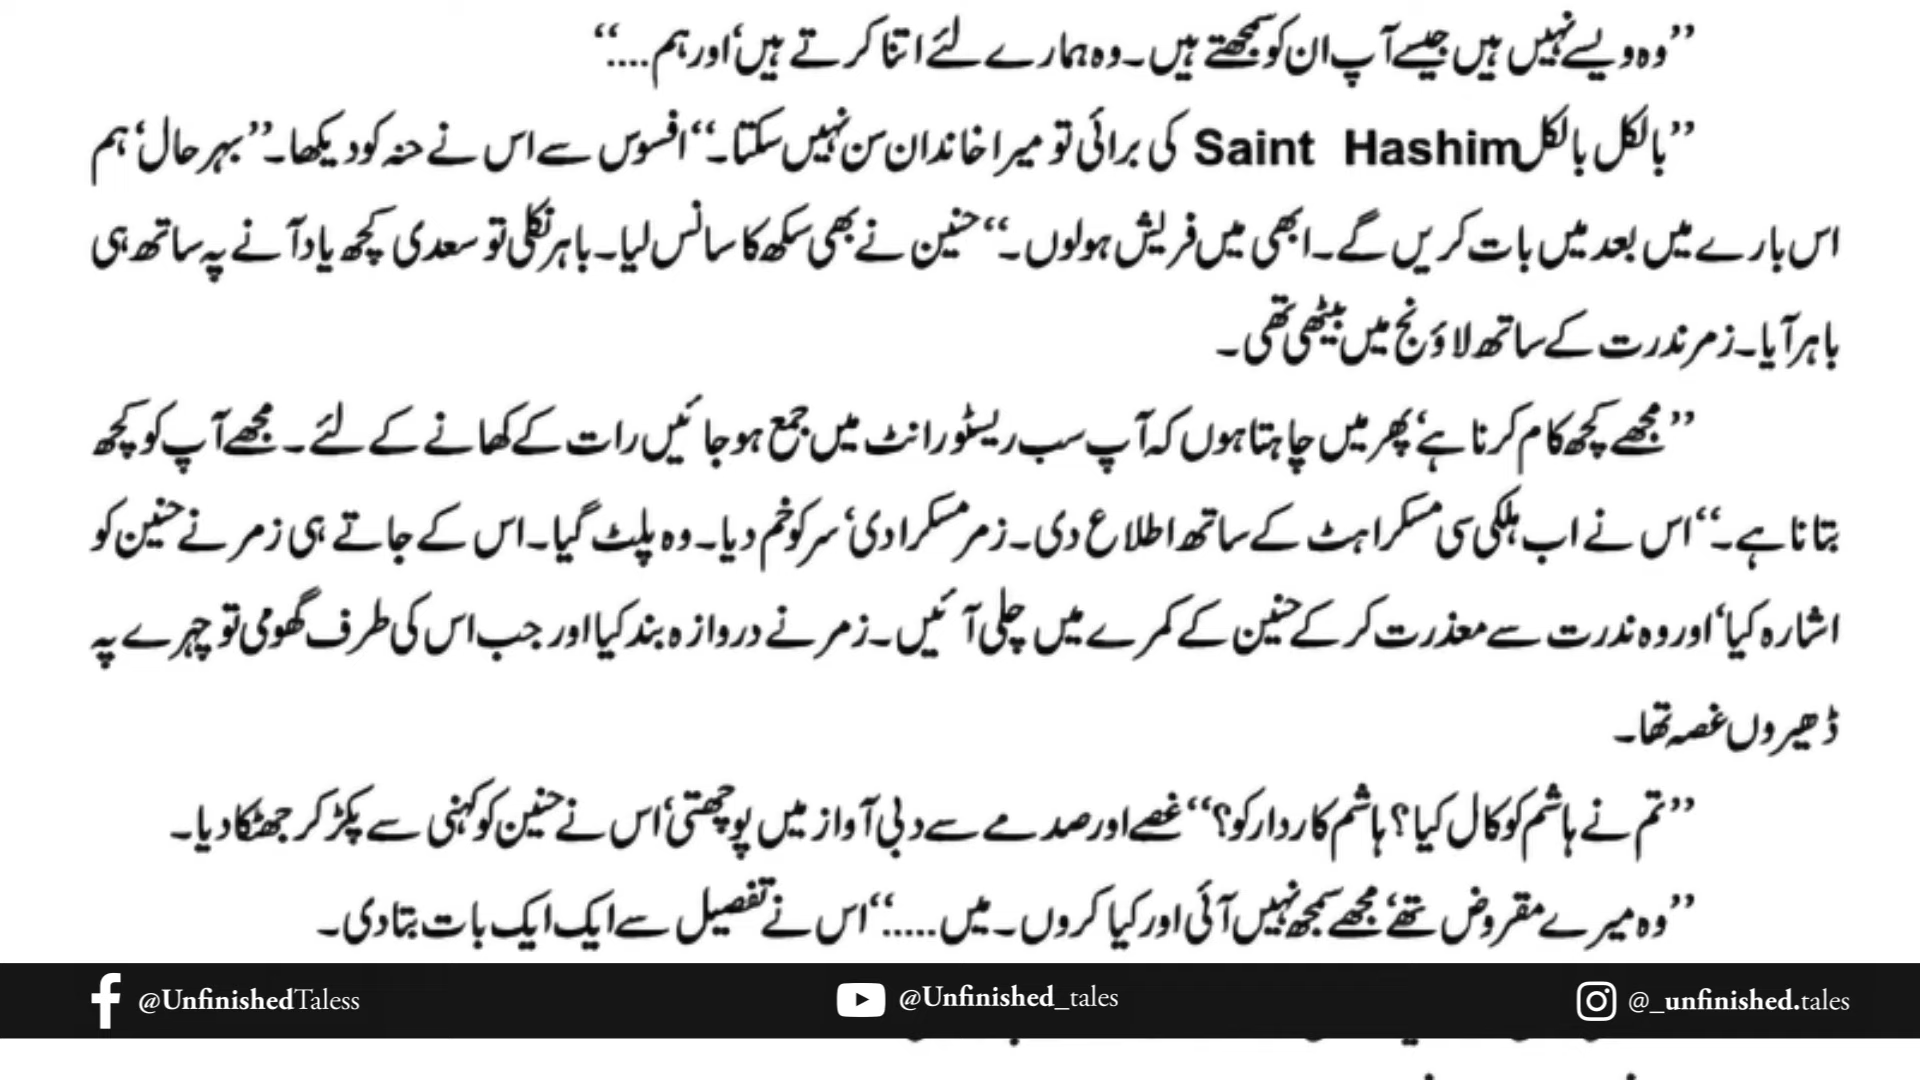 ’’وہ ویسے نہیں ہیں جیسے آپ ان کو سمجھتے ہیں۔ وہ ہمارے لئے اتنا کرتے ہیں‘ اور ہم....‘‘
’’بالکل بالکل Saint Hashim کی برائی تو میرا خاندان سن نہیں سکتا۔‘‘ افسوس سے اس نے حنہ کو دیکھا۔ ’’بہرحال‘ ہم
اس بارے میں بعد میں بات کریں گے۔ ابھی میں فریش ہو لوں۔‘‘ حنین نے بھی سکھ کا سانس لیا۔ باہر نکلی تو سعدی کچھ یاد آنے پہ ساتھ ہی
باہر آیا۔ زمر ندرت کے ساتھ لاؤنج میں بیٹھی تھی۔
’’مجھے کچھ کام کرنا ہے‘ پھر میں چاہتا ہوں کہ آپ سب ریسٹورانٹ میں جمع ہو جائیں رات کے کھانے کے لئے۔ مجھے آپ کو کچھ
بتانا ہے۔‘‘ اس نے اب ہلکی سی مسکراہٹ کے ساتھ اطلاع دی۔ زمر مسکرا دی‘ سر کو خم دیا۔ وہ پلٹ گیا۔ اس کے جاتے ہی زمر نے حنین کو
اشارہ کیا‘ اور وہ ندرت سے معذرت کر کے حنین کے کمرے میں چلی آئیں۔ زمر نے دروازہ بند کیا اور جب اس کی طرف گھومی تو چہرے پہ
ڈھیروں غصہ تھا۔
’’تم نے ہاشم کو کال کیا؟ ہاشم کاردار کو؟‘‘ غصے اور صدمے سے دبی آواز میں پوچھتی‘ اس نے حنین کو کہنی سے پکڑ کر جھٹکا دیا۔
’’وہ میرے مقروض تھے‘ مجھے سمجھ نہیں آئی اور کیا کروں۔ میں.....‘‘ اس نے تفصیل سے ایک ایک بات بتا دی۔
@UnfinishedTaless
@Unfinished_tales
@_unfinished.tales